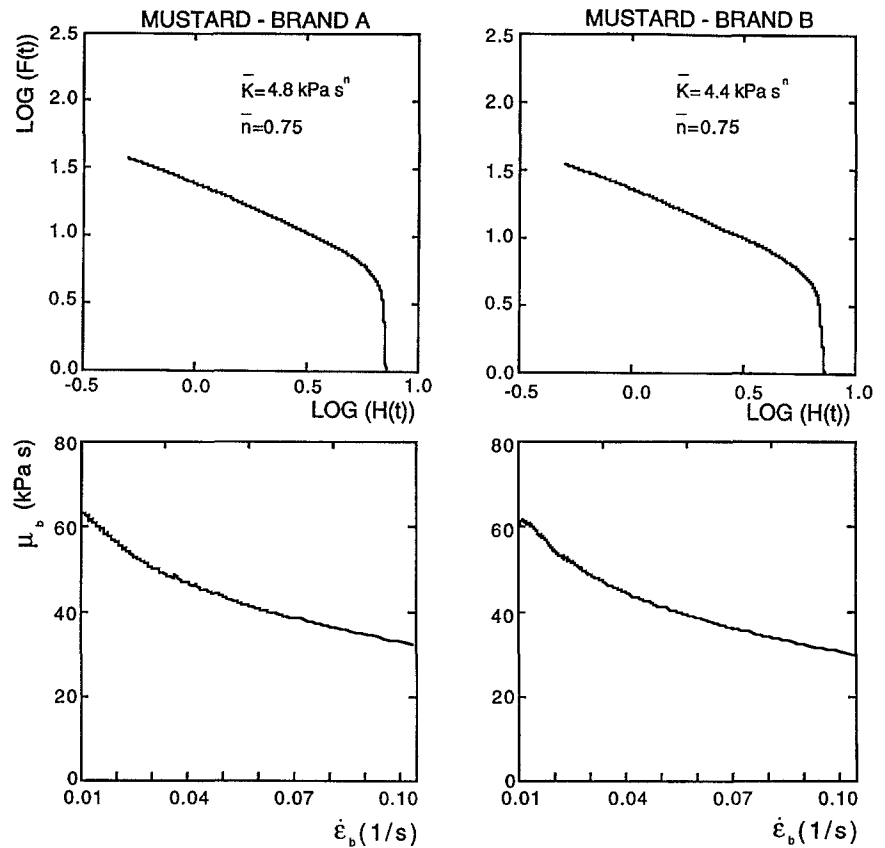 MUSTARD - BRAND A
LOG (F(t)
2.5
2.0
1.5
1.0
0.5
0.0
K̅=4.8 kPa sⁿ
n̅=0.75
-0.5 0.0 0.5 1.0
LOG (H(t))
MUSTARD - BRAND B
2.5
2.0
1.5
1.0
0.5
0.0
K̅=4.4 kPa sⁿ
n̅=0.75
-0.5 0.0 0.5 1.0
LOG (H(t))
μ_b (kPa s)
80
60
40
20
0
0.01 0.04 0.07 0.10
ε̇_b (1/s)
80
60
40
20
0
0.01 0.04 0.07 0.10
ε̇_b (1/s)